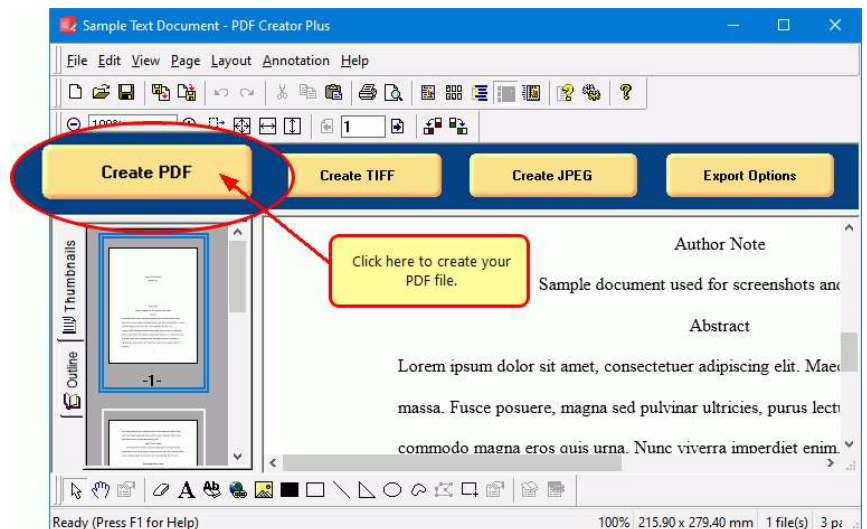 Sample Text Document - PDF Creator Plus
File Edit View Page Layout Annotation Help
1
Create PDF
Create TIFF
Create JPEG
Export Options
Thumbnails
Outline
-1-
Click here to create your
PDF file.
Author Note
Sample document used for screenshots and
Abstract
Lorem ipsum dolor sit amet, consectetuer adipiscing elit. Maec
massa. Fusce posuere, magna sed pulvinar ultricies, purus lectu
commodo magna eros quis urna. Nunc viverra imperdiet enim.
Ready (Press F1 for Help)
100% 215.90 x 279.40 mm 1 file(s) 3 pa